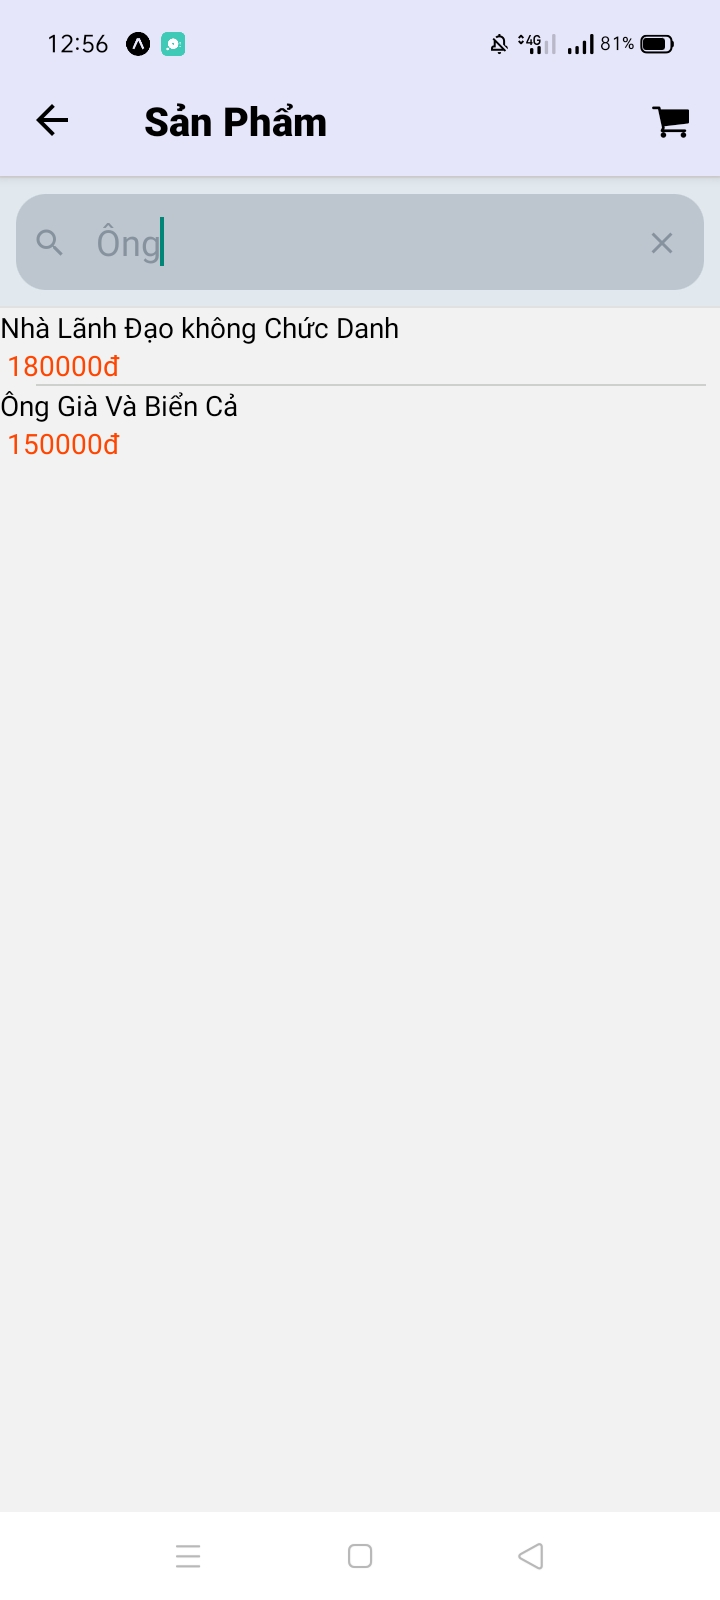 12:56 4G 81%
Sản Phẩm
Ông
Nhà Lãnh Đạo không Chức Danh
180000đ
Ông Già Và Biển Cả
150000đ